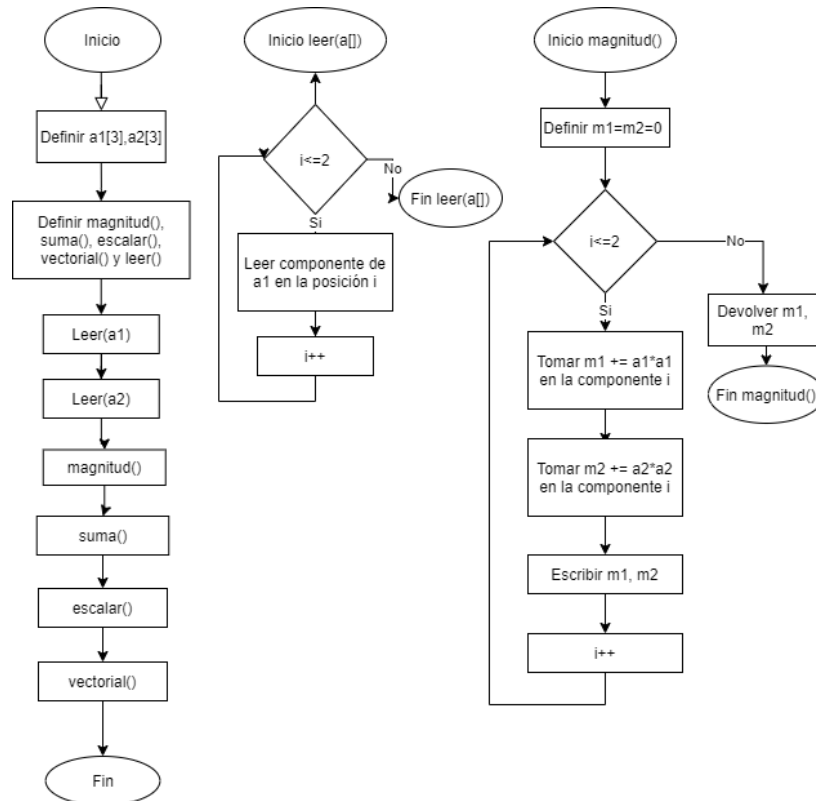 Inicio
Definir a1[3],a2[3]
Definir magnitud(),
suma(), escalar(),
vectorial() y leer()
Leer(a1)
Leer(a2)
magnitud()
suma()
escalar()
vectorial()
Fin
Inicio leer(a[])
i<=2
No
Fin leer(a[])
Si
Leer componente de
a1 en la posición i
i++
Inicio magnitud()
Definir m1=m2=0
i<=2
No
Devolver m1,
m2
Fin magnitud()
Si
Tomar m1 += a1*a1
en la componente i
Tomar m2 += a2*a2
en la componente i
Escribir m1, m2
i++